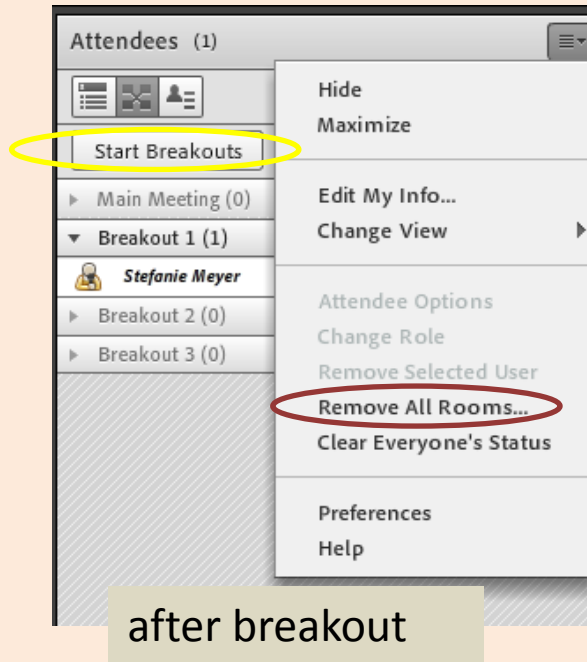 Attendees (1)
Start Breakouts
Main Meeting (0)
Breakout 1 (1)
Stefanie Meyer
Breakout 2 (0)
Breakout 3 (0)
Hide
Maximize
Edit My Info...
Change View
Attendee Options
Change Role
Remove Selected User
Remove All Rooms...
Clear Everyone's Status
Preferences
Help
after breakout